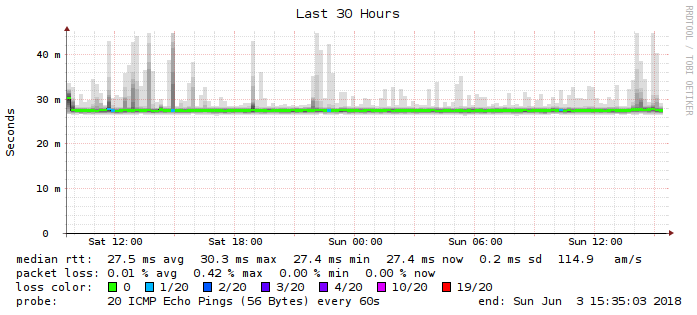 Last 30 Hours
RRDTOOL / TOBI OETIKER
Seconds
40 m
30 m
20 m
10 m
0
Sat 12:00 Sat 18:00 Sun 00:00 Sun 06:00 Sun 12:00
median rtt: 27.5 ms avg 30.3 ms max 27.4 ms min 27.4 ms now 0.2 ms sd 114.9 am/s
packet loss: 0.01 % avg 0.42 % max 0.00 % min 0.00 % now
loss color: 0 1/20 2/20 3/20 4/20 10/20 19/20
probe: 20 ICMP Echo Pings (56 Bytes) every 60s end: Sun Jun 3 15:35:03 2018